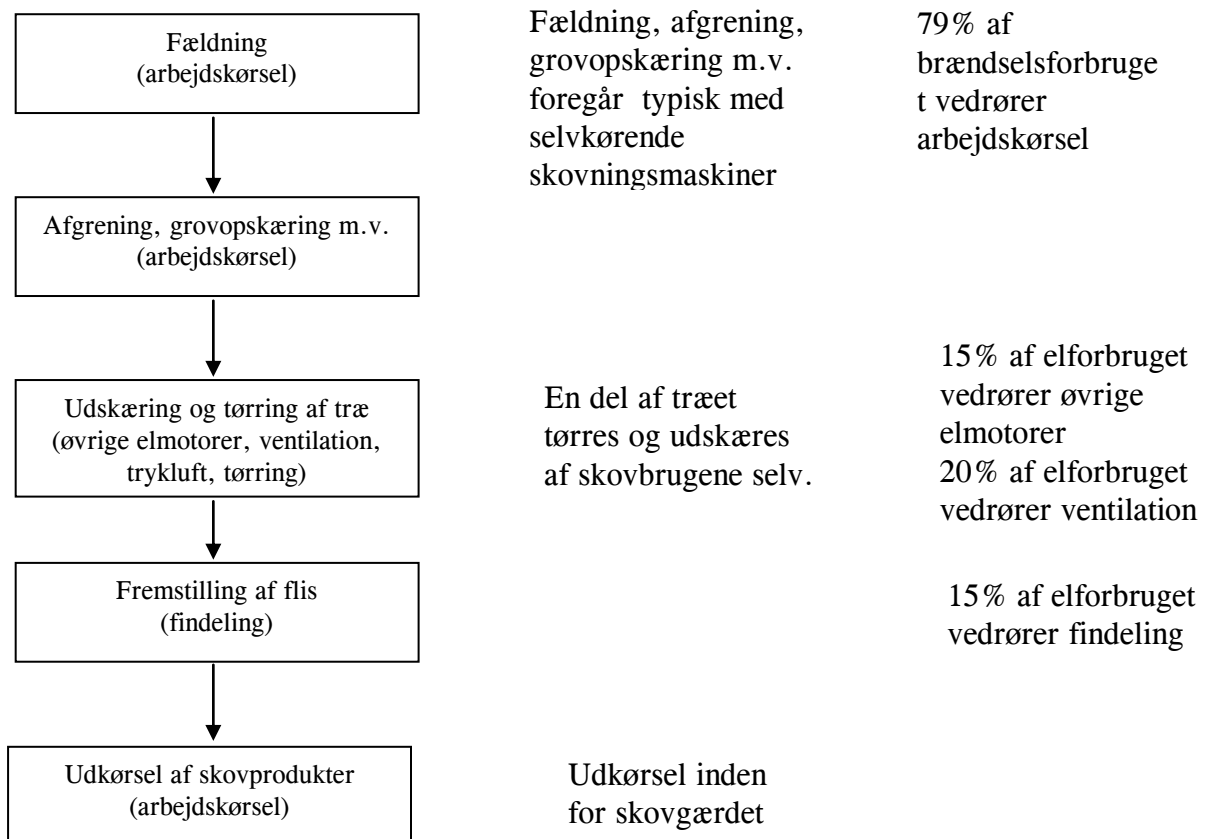 Fældning
(arbejdskørsel)
Fældning, afgrening,
grovopskæring m.v.
foregår typisk med
selvkørende
skovningsmaskiner
79% af
brændselsforbruge
t vedrører
arbejdskørsel
Afgrening, grovopskæring m.v.
(arbejdskørsel)
Udskæring og tørring af træ
(øvrige elmotorer, ventilation,
trykluft, tørring)
En del af træet
tørres og udskæres
af skovbrugene selv.
15% af elforbruget
vedrører øvrige
elmotorer
20% af elforbruget
vedrører ventilation
Fremstilling af flis
(findeling)
15% af elforbruget
vedrører findeling
Udkørsel af skovprodukter
(arbejdskørsel)
Udkørsel inden
for skovgærdet